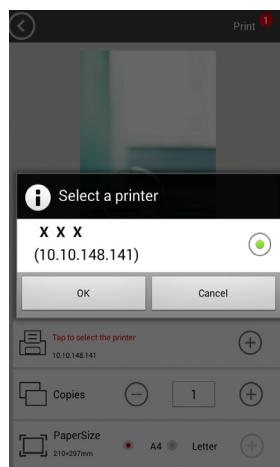 Print 1
Select a printer
X X X
(10.10.148.141)
OK Cancel
Tap to select the printer
10.10.148.141
Copies 1
PaperSize
210×297mm A4 Letter